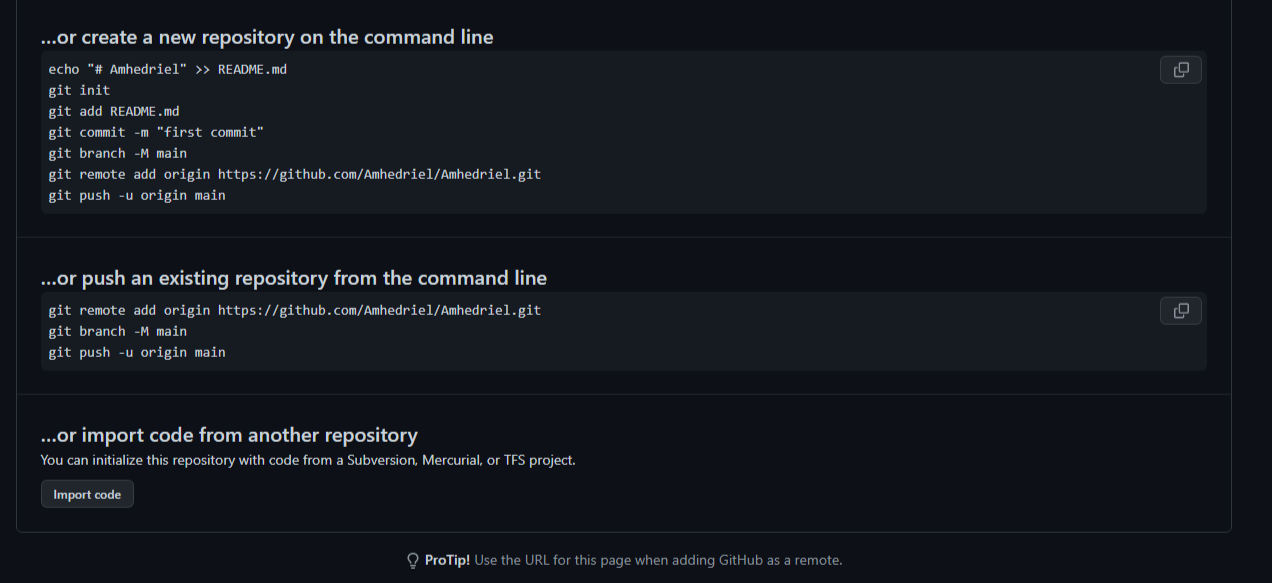 ...or create a new repository on the command line
echo "# Amhedriel" >> README.md
git init
git add README.md
git commit -m "first commit"
git branch -M main
git remote add origin https://github.com/Amhedriel/Amhedriel.git
git push -u origin main
...or push an existing repository from the command line
git remote add origin https://github.com/Amhedriel/Amhedriel.git
git branch -M main
git push -u origin main
...or import code from another repository
You can initialize this repository with code from a Subversion, Mercurial, or TFS project.
Import code
ProTip! Use the URL for this page when adding GitHub as a remote.